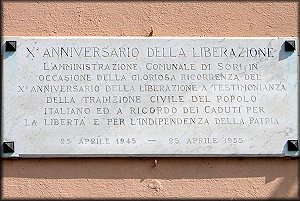 X° ANNIVERSARIO DELLA LIBERAZIONE
L'AMMINISTRAZIONE COMUNALE DI SORI IN
OCCASIONE DELLA GLORIOSA RICORRENZA DEL
X° ANNIVERSARIO DELLA LIBERAZIONE A TESTIMONIANZA
DELLA TRADIZIONE CIVILE DEL POPOLO
ITALIANO ED A RICORDO DEI CADUTI PER
LA LIBERTÀ E PER L'INDIPENDENZA DELLA PATRIA
25 APRILE 1945 — 25 APRILE 1955